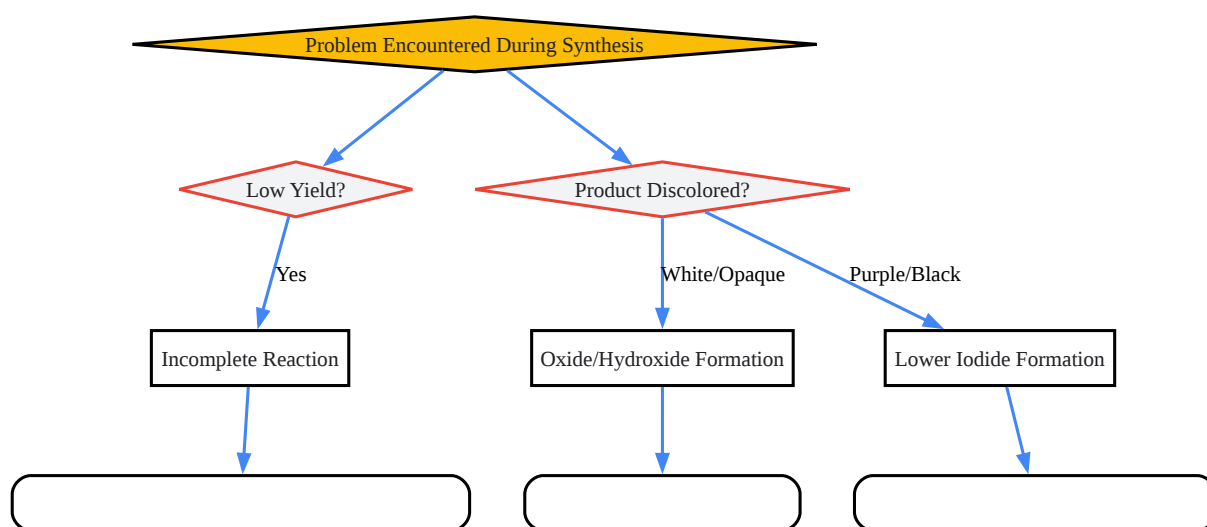 Problem Encountered During Synthesis
Low Yield?
Product Discolored?
Yes
White/Opaque
Purple/Black
Incomplete Reaction
Oxide/Hydroxide Formation
Lower Iodide Formation